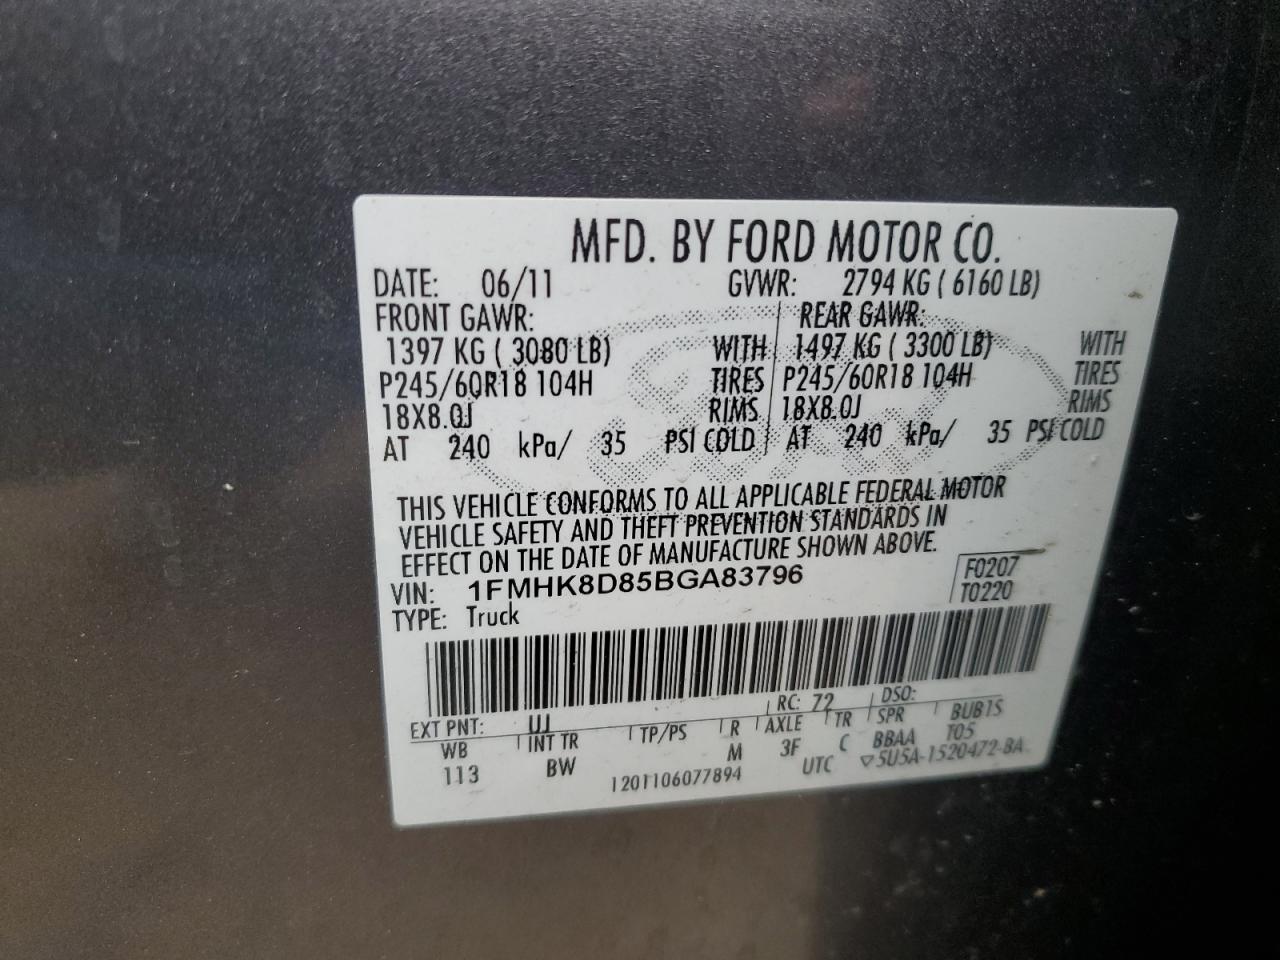 MFD. BY FORD MOTOR CO.
DATE: 06/11 GVWR: 2794 KG ( 6160 LB)
FRONT GAWR: REAR GAWR:
1397 KG ( 3080 LB) WITH 1497 KG ( 3300 LB) WITH
P245/60R18 104H TIRES P245/60R18 104H TIRES
18X8.0J RIMS 18X8.0J RIMS
AT 240 kPa/ 35 PSI COLD AT 240 kPa/ 35 PSI COLD
THIS VEHICLE CONFORMS TO ALL APPLICABLE FEDERAL MOTOR
VEHICLE SAFETY AND THEFT PREVENTION STANDARDS IN
EFFECT ON THE DATE OF MANUFACTURE SHOWN ABOVE.
VIN: 1FMHK8D85BGA83796 F0207
TYPE: Truck T0220
EXT PNT: UJ RC: 72 DSO:
WB INT TR TP/PS R AXLE TR SPR BUB1S
113 BW M 3F C BBAA T05
1201106077894 UTC ▽5U5A-1520472-BA